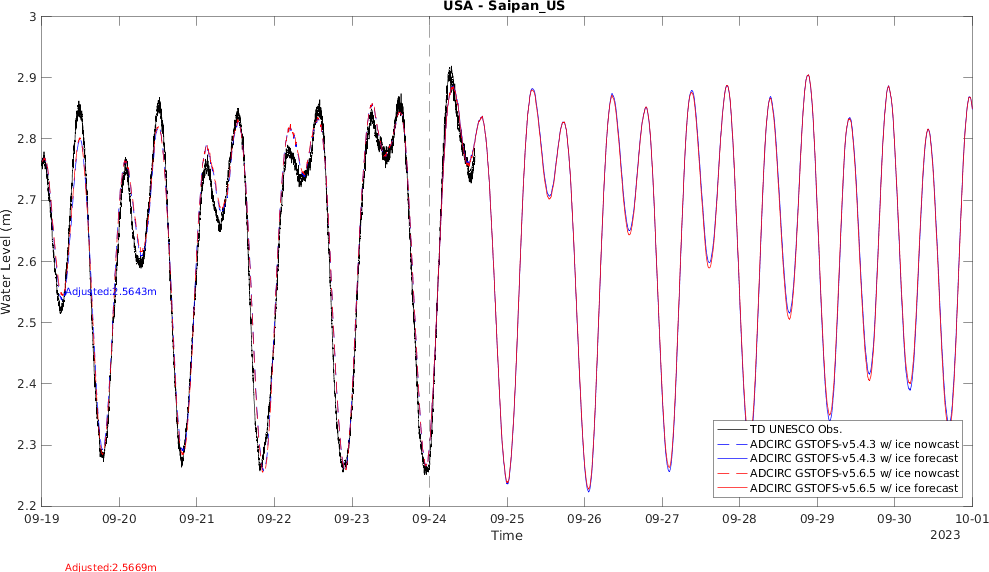 USA - Saipan_US
3
2.9
2.8
2.7
2.6
2.5
2.4
2.3
2.2
Water Level (m)
Adjusted:2.5643m
TD UNESCO Obs.
ADCIRC GSTOFS-v5.4.3 w/ ice nowcast
ADCIRC GSTOFS-v5.4.3 w/ ice forecast
ADCIRC GSTOFS-v5.6.5 w/ ice nowcast
ADCIRC GSTOFS-v5.6.5 w/ ice forecast
09-19 09-20 09-21 09-22 09-23 09-24 09-25 09-26 09-27 09-28 09-29 09-30 10-01
Time
2023
Adjusted:2.5669m